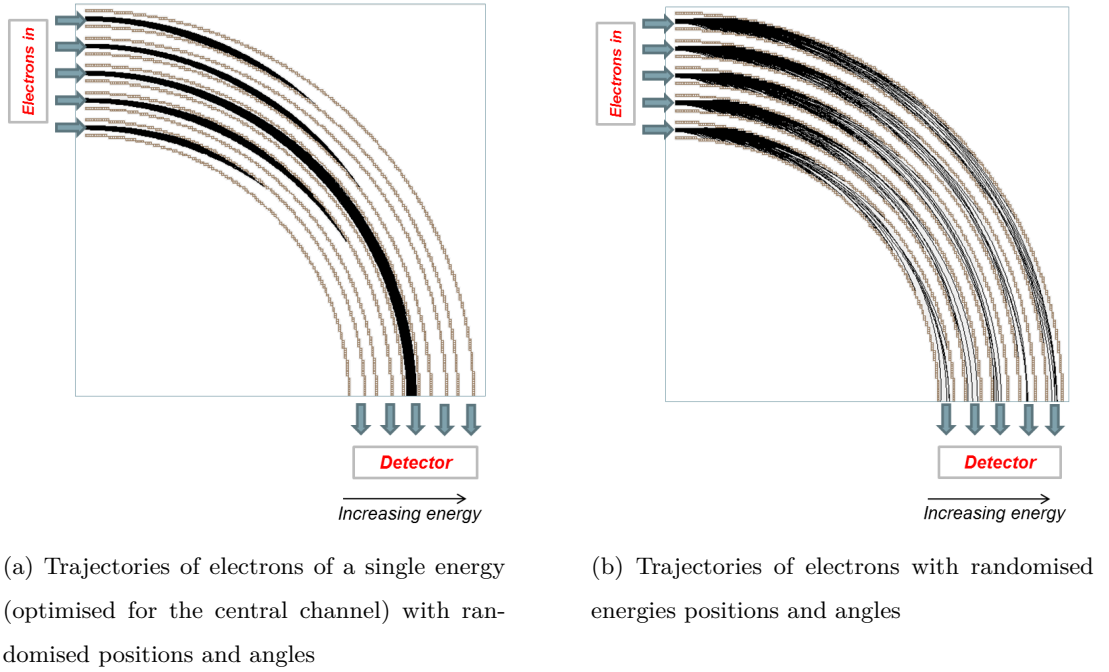 Electrons in
Detector
Increasing energy
(a) Trajectories of electrons of a single energy
(optimised for the central channel) with ran-
domised positions and angles
Electrons in
Detector
Increasing energy
(b) Trajectories of electrons with randomised
energies positions and angles